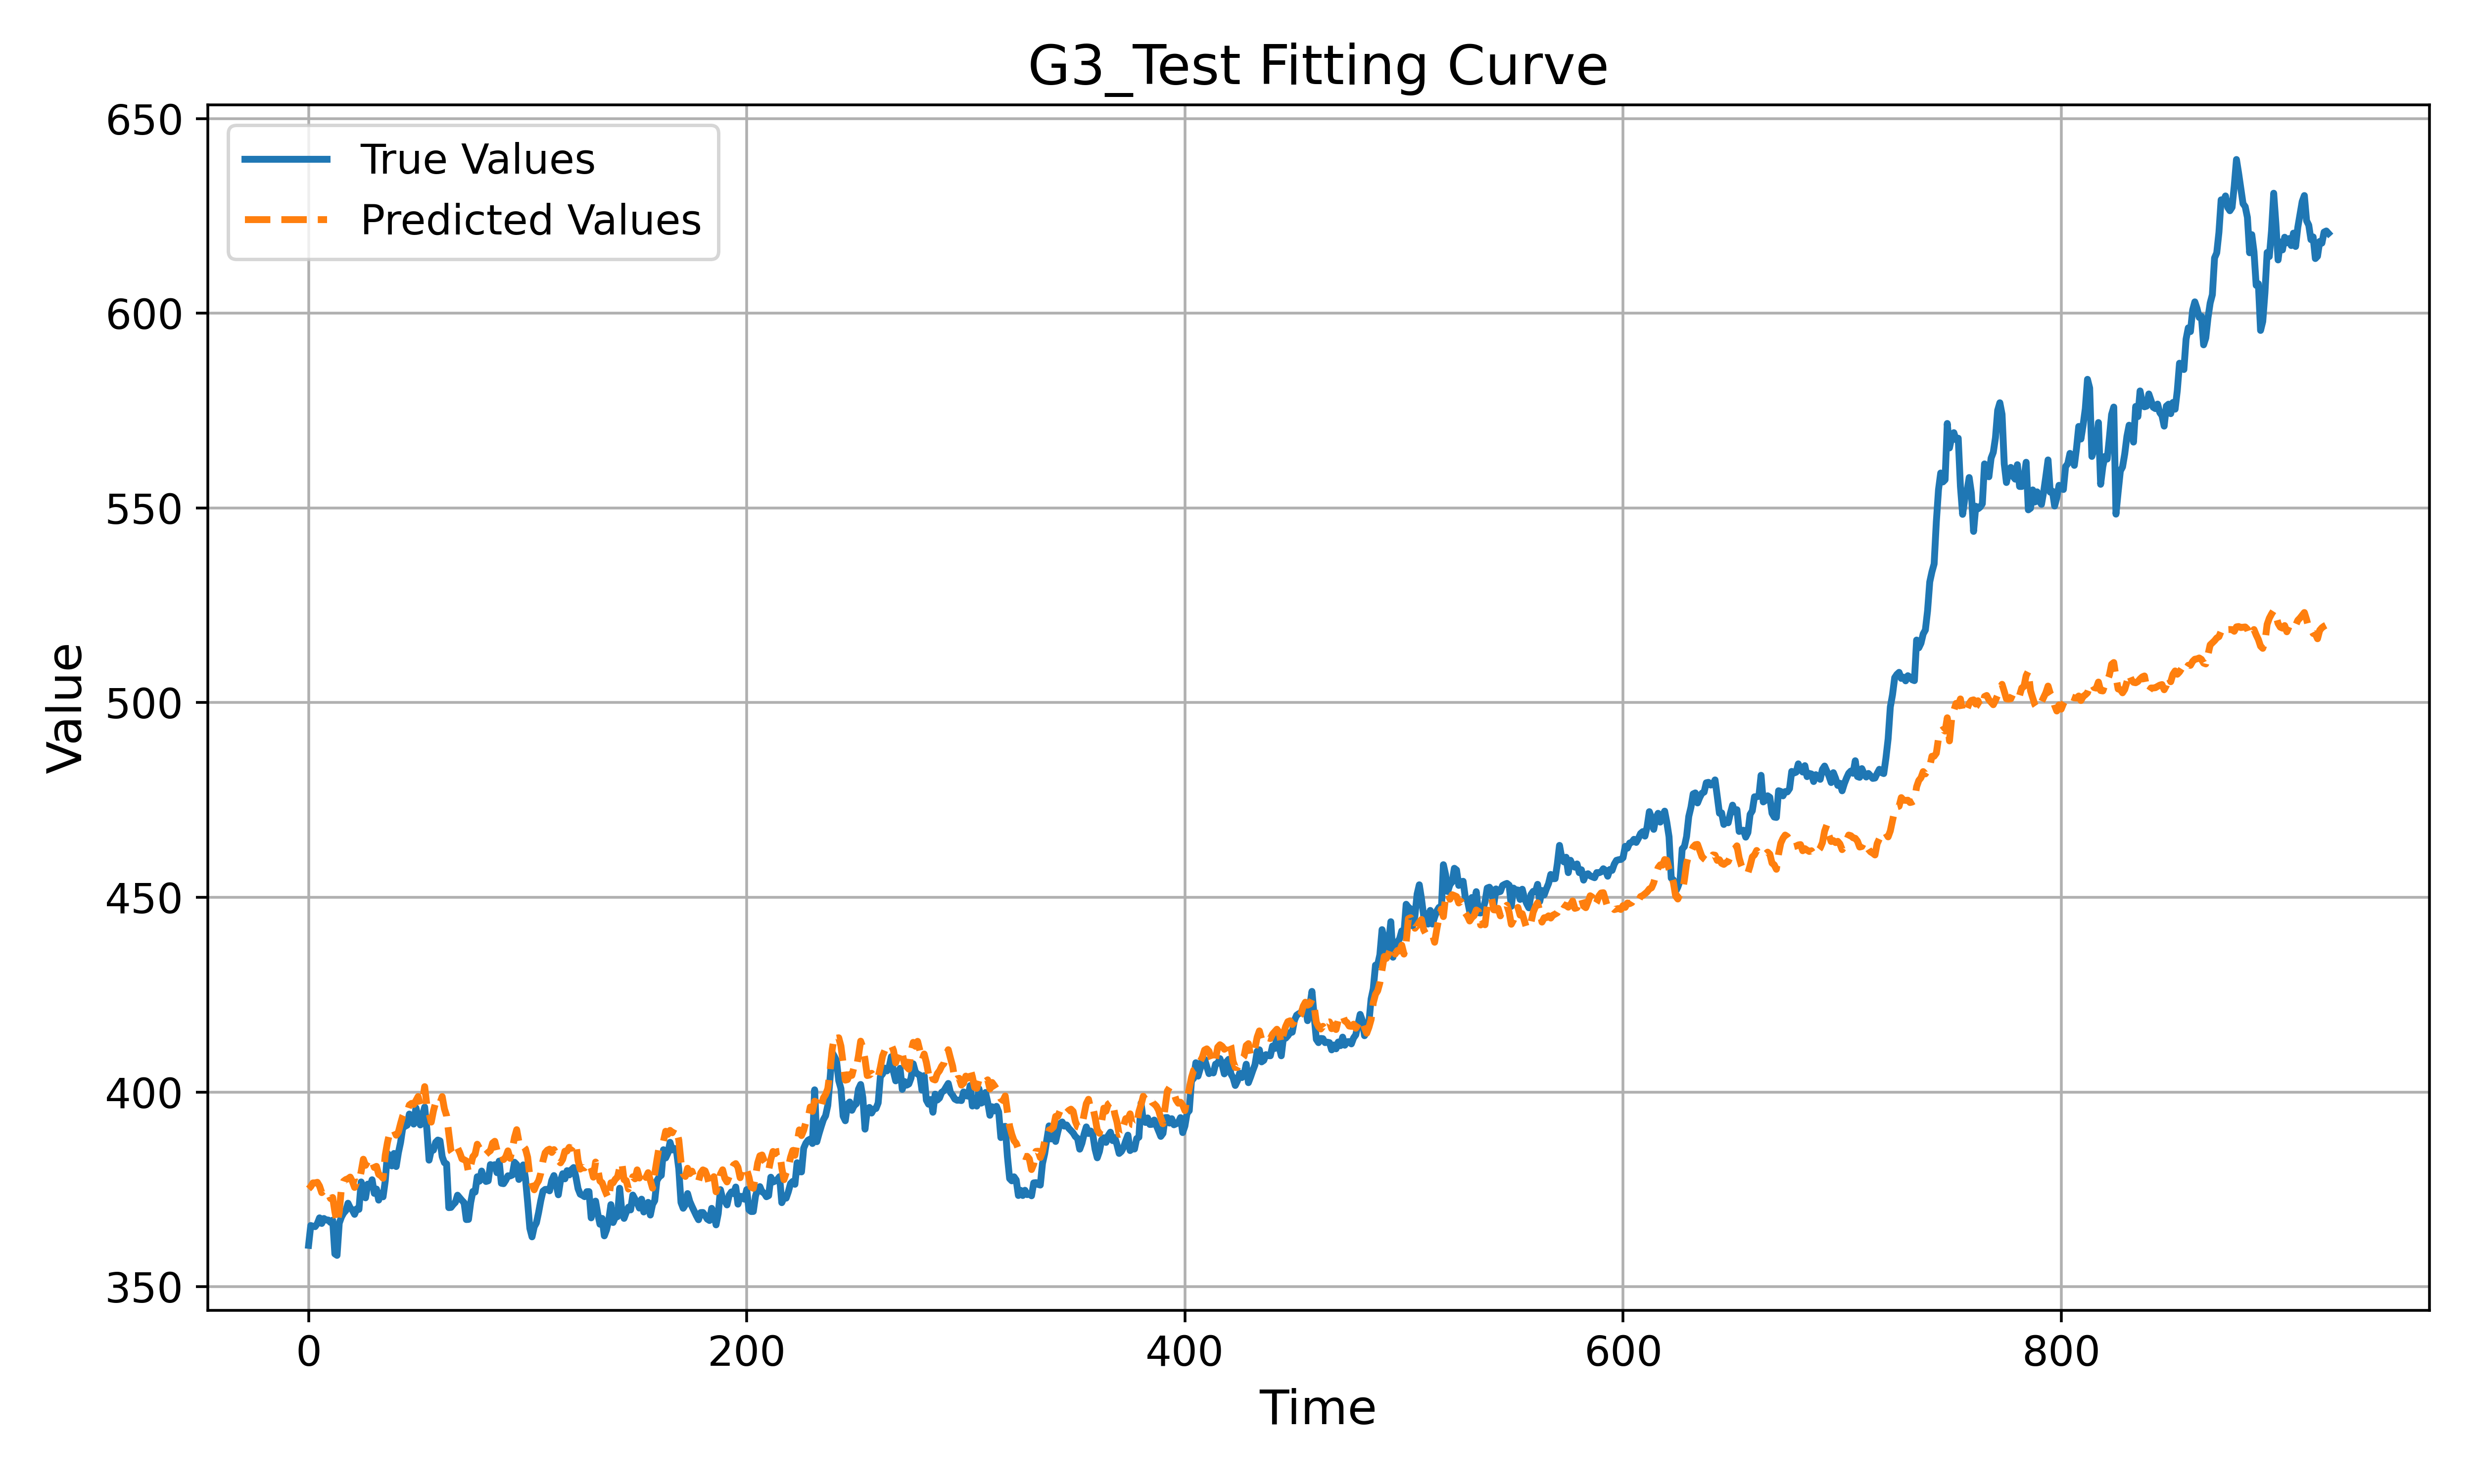 G3_Test Fitting Curve
True Values
Predicted Values
Value
650
600
550
500
450
400
350
0
200
400
600
800
Time